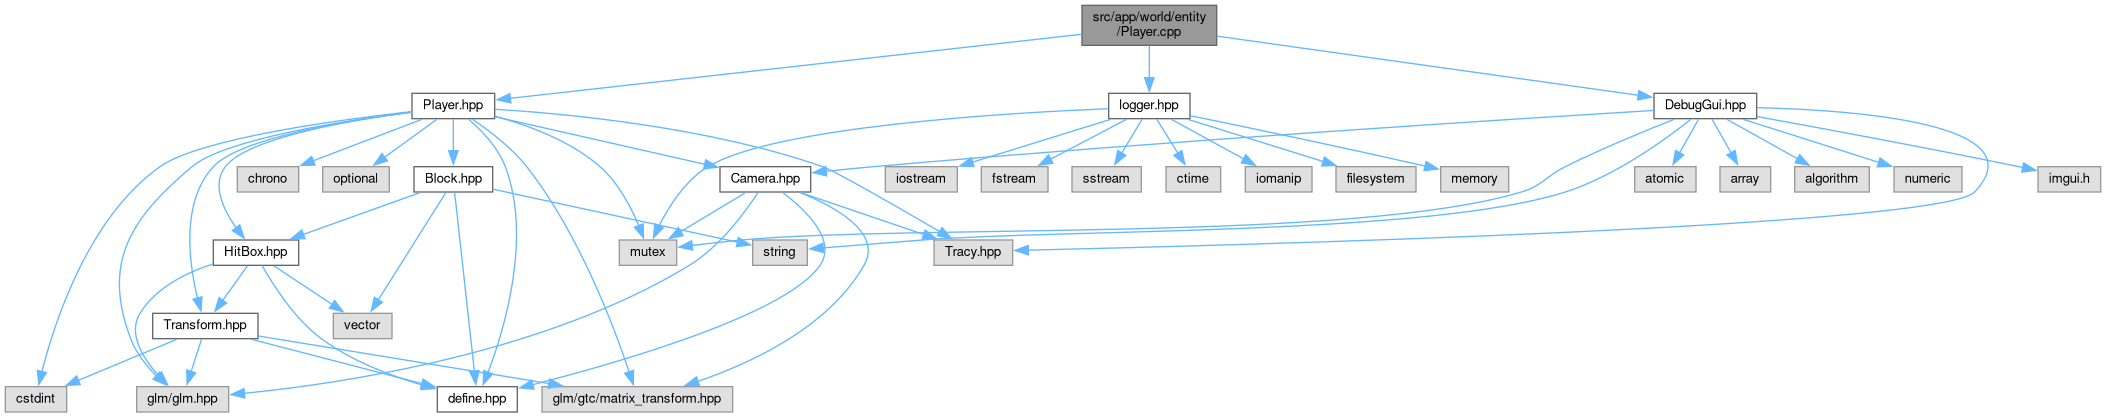 src/app/world/entity
/Player.cpp
Player.hpp
logger.hpp
DebugGui.hpp
chrono
optional
Block.hpp
Camera.hpp
iostream
fstream
sstream
ctime
iomanip
filesystem
memory
atomic
array
algorithm
numeric
imgui.h
HitBox.hpp
mutex
string
Tracy.hpp
Transform.hpp
vector
cstdint
glm/glm.hpp
define.hpp
glm/gtc/matrix_transform.hpp